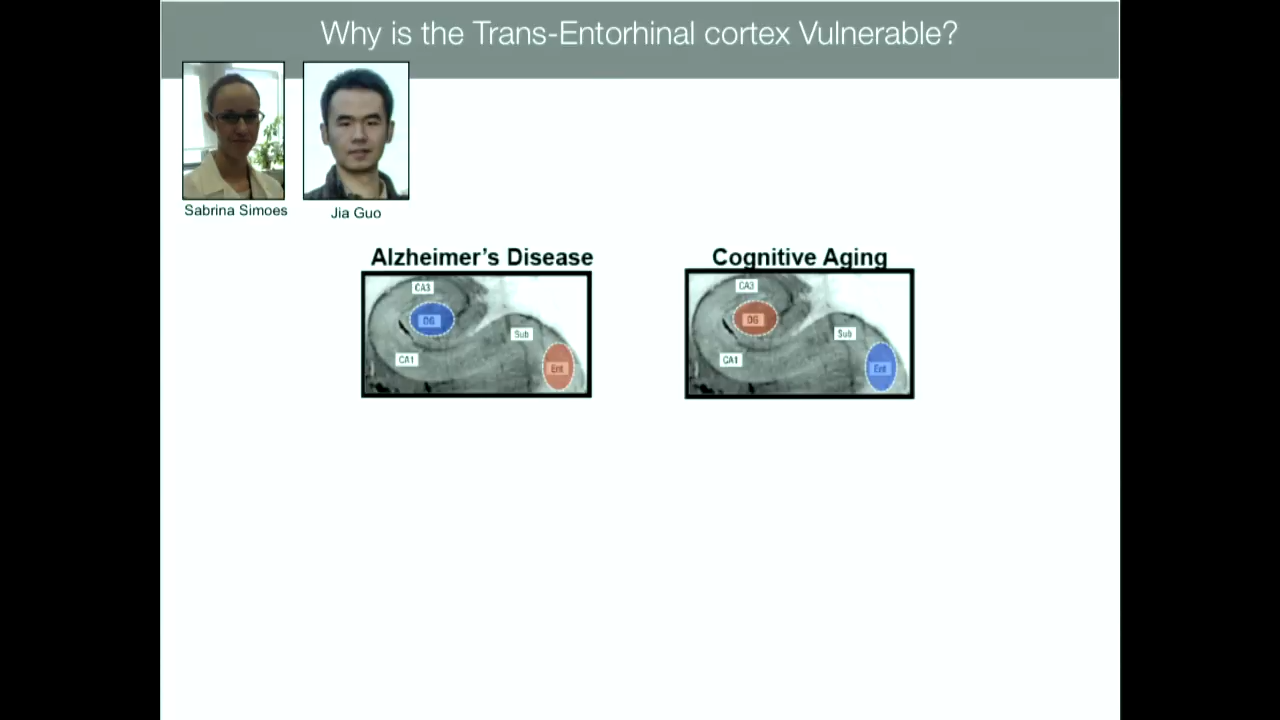 Why is the Trans-Entorhinal cortex Vulnerable?
Sabrina Simoes
Jia Guo
Alzheimer's Disease
CA3
DG
Sub
CA1
Ent
Cognitive Aging
CA3
DG
Sub
CA1
Ent